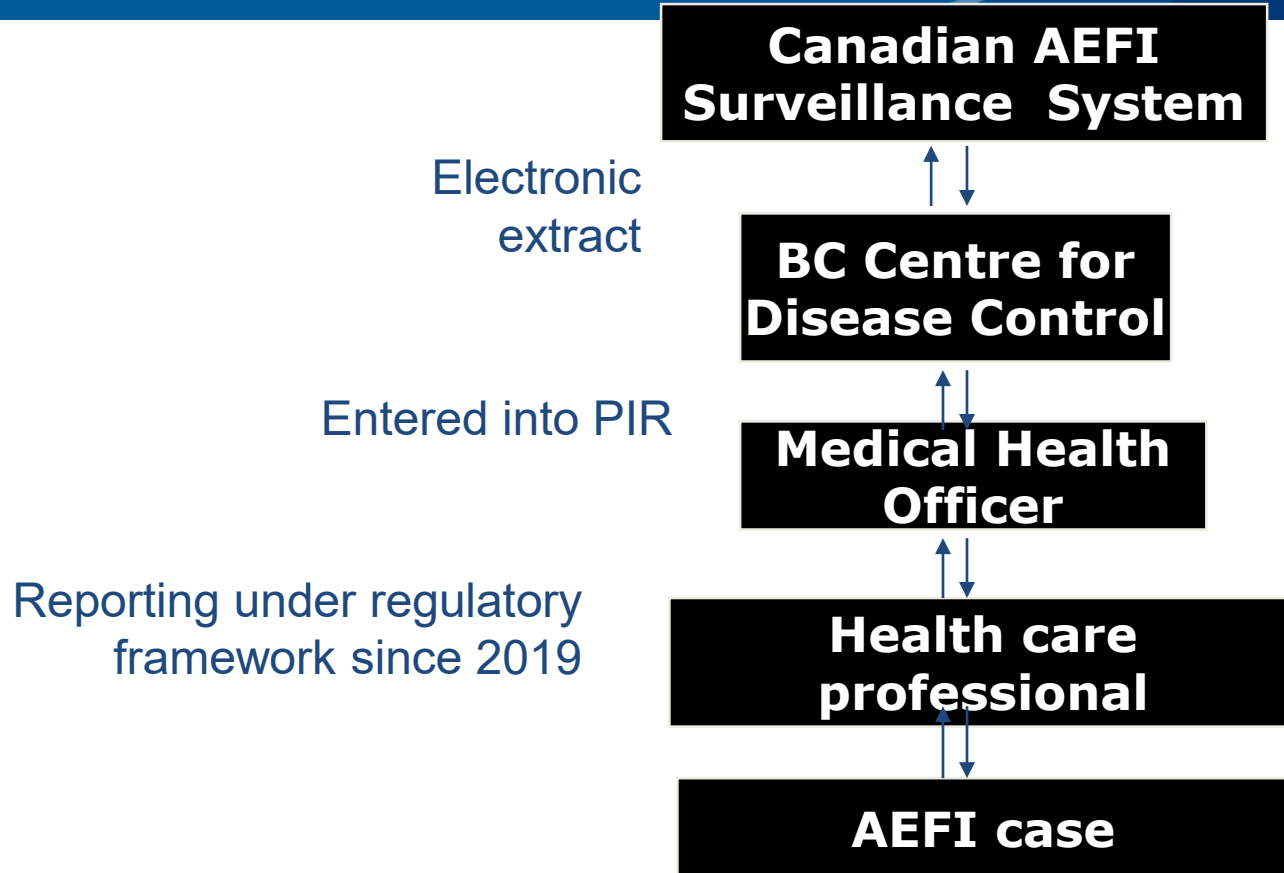 Canadian AEFI
Surveillance System
Electronic
extract
BC Centre for
Disease Control
Entered into PIR
Medical Health
Officer
Reporting under regulatory
framework since 2019
Health care
professional
AEFI case